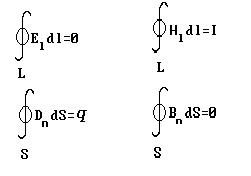 ∮E₁dl=0
L
∮H₁dl=I
L
∮DₙdS=q
S
∮BₙdS=0
S